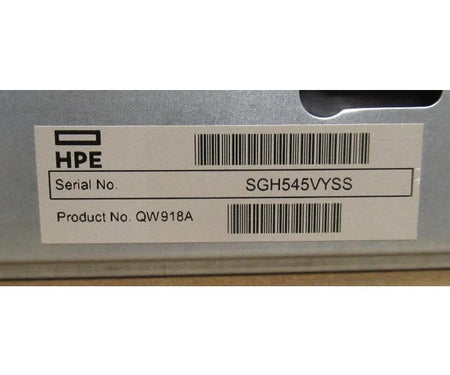 HPE
Serial No. SGH545VYSS
Product No. QW918A